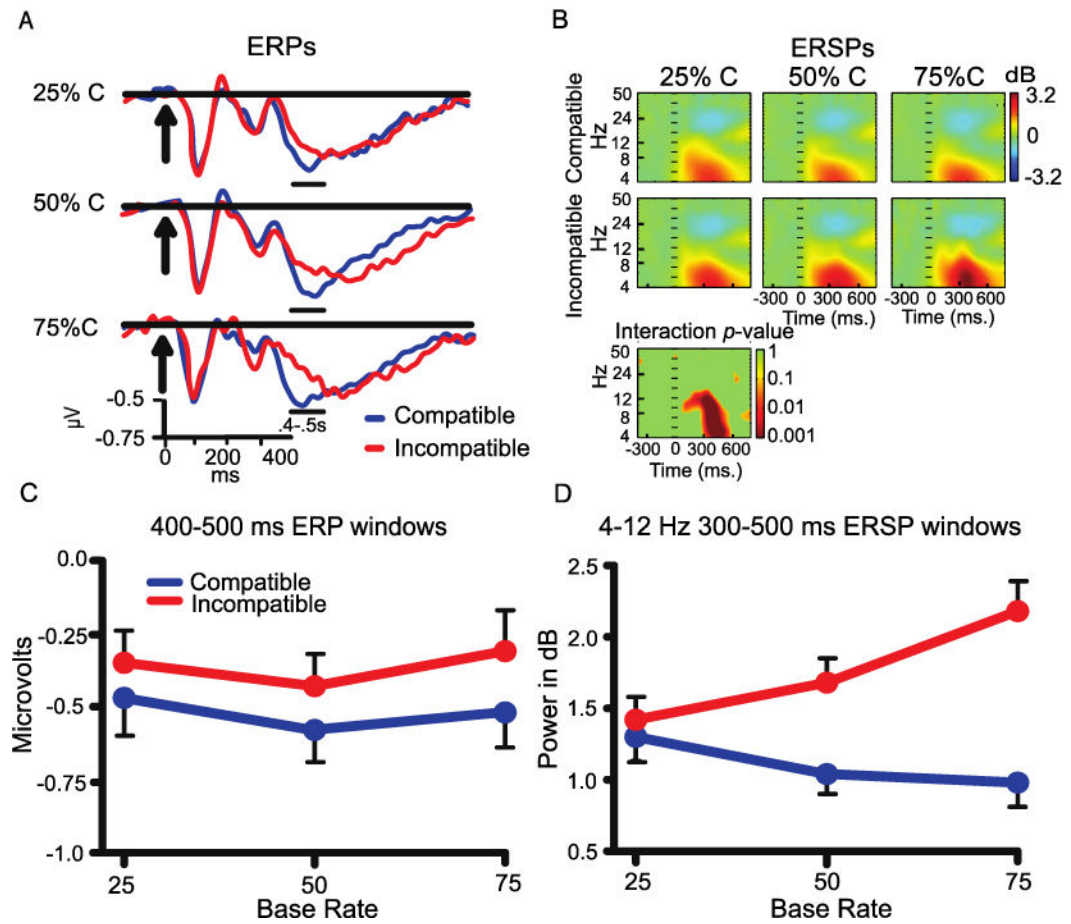 A
ERPs
25% C
50% C
75%C
µV
-0.5
-0.75
0 200 400
ms
.4-.5s
Compatible
Incompatible
B
ERSPs
25% C 50% C 75%C dB
Compatible
Hz
50
24
12
8
4
3.2
0
-3.2
Incompatible
Hz
50
24
12
8
4
-300 0 300 600
Time (ms.)
-300 0 300 600
Time (ms.)
Interaction p-value
Hz
50
24
12
8
4
-300 0 300 600
Time (ms.)
1
0.1
0.01
0.001
C
400-500 ms ERP windows
Microvolts
0.0
-0.25
-0.5
-0.75
-1.0
Compatible
Incompatible
25 50 75
Base Rate
D
4-12 Hz 300-500 ms ERSP windows
Power in dB
2.5
2.0
1.5
1.0
0.5
25 50 75
Base Rate